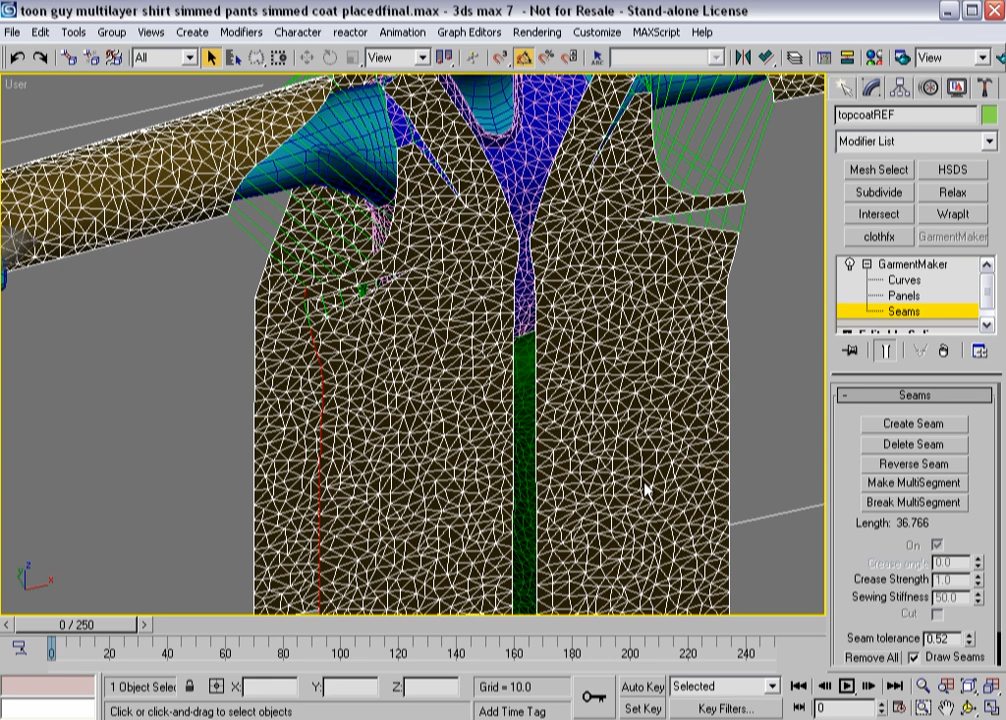 toon guy multilayer shirt simmed pants simmed coat placedfinal.max - 3ds max 7 - Not for Resale - Stand-alone License
File Edit Tools Group Views Create Modifiers Character reactor Animation Graph Editors Rendering Customize MAXScript Help
All View View
User
topcoatREF
Modifier List
Mesh Select HSDS
Subdivide Relax
Intersect WrapIt
clothfx GarmentMaker
GarmentMaker
Curves
Panels
Seams
- Seams
Create Seam
Delete Seam
Reverse Seam
Make MultiSegment
Break MultiSegment
Length: 36.766
On
Crease angle 0.0
Crease Strength 1.0
Sewing Stiffness 50.0
Cut
Seam tolerance 0.52
Remove All Draw Seams
z
y
x
< 0 / 250 >
0 20 40 60 80 100 120 140 160 180 200 220 240
1 Object Selec X: Y: Z: Grid = 10.0 Auto Key Selected
Click or click-and-drag to select objects Add Time Tag Set Key Key Filters... 0